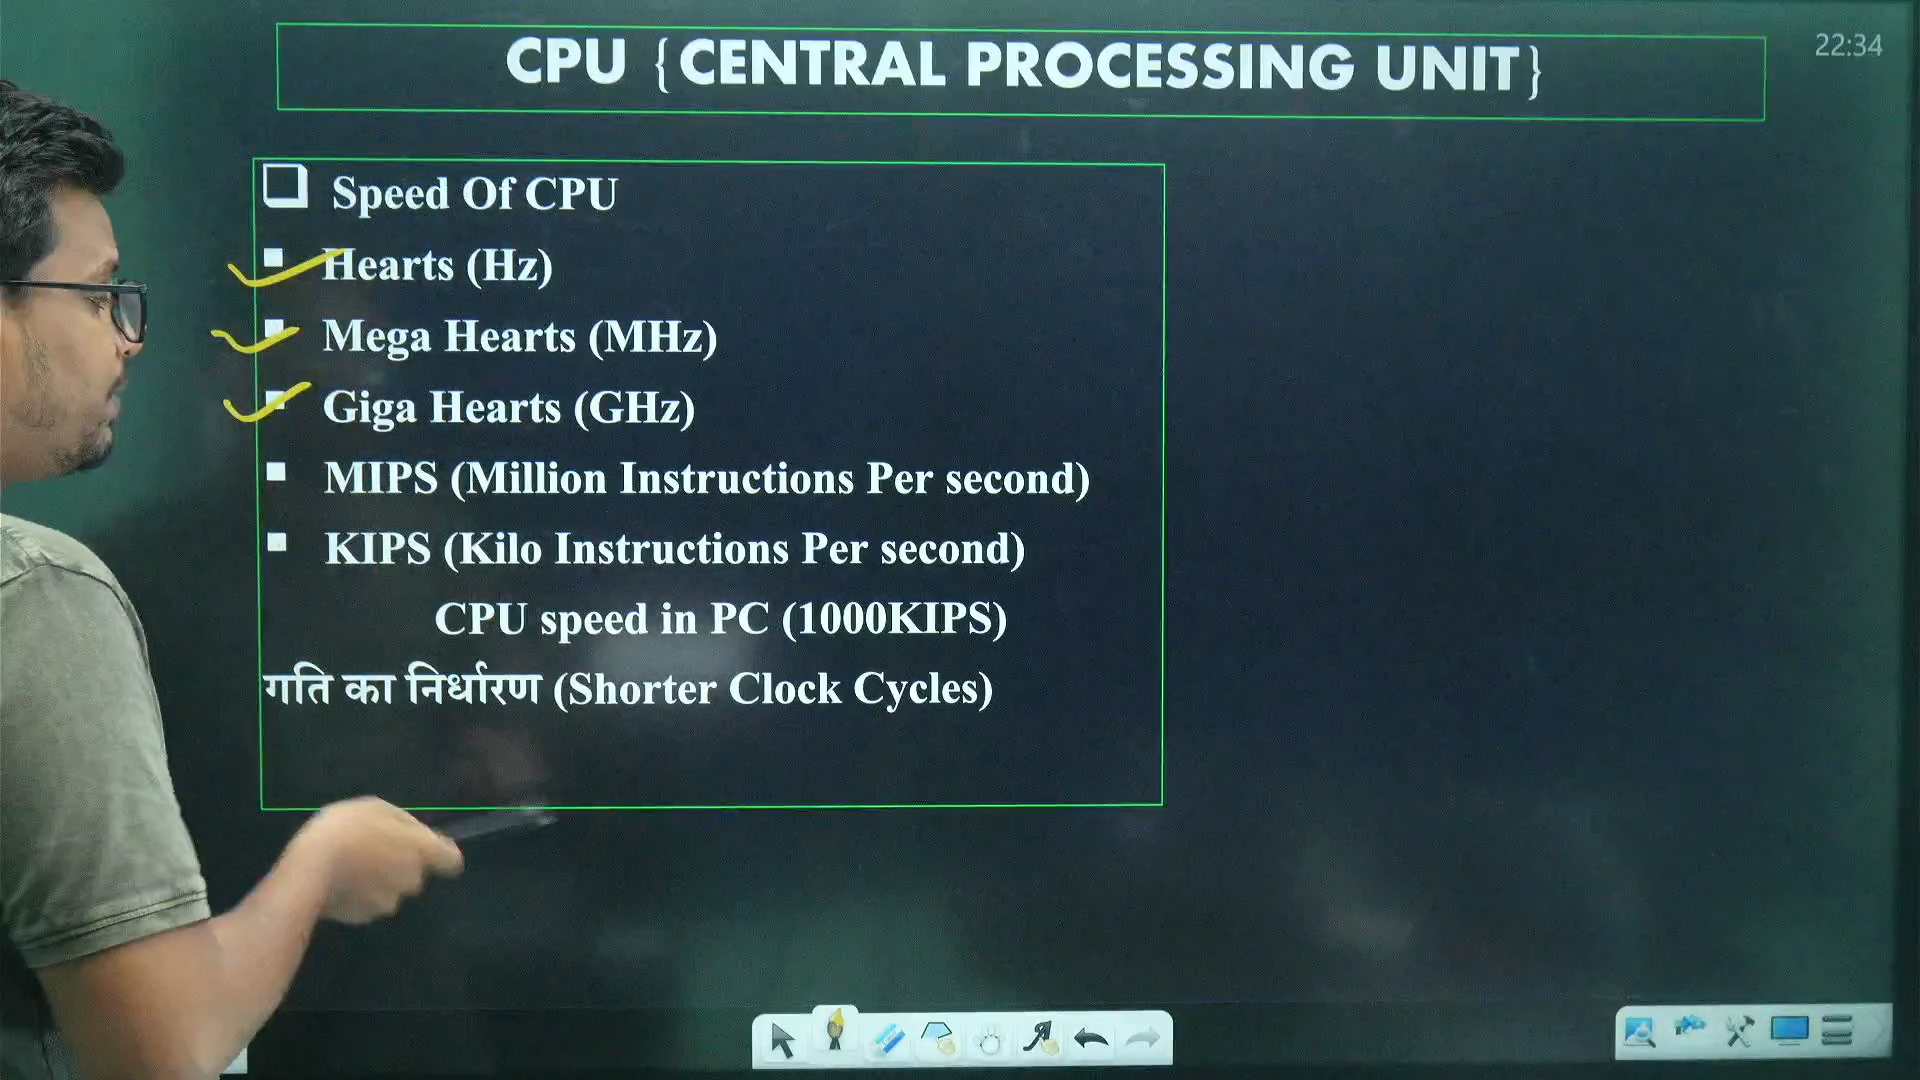 CPU {CENTRAL PROCESSING UNIT}
22:34
Speed Of CPU
Hearts (Hz)
Mega Hearts (MHz)
Giga Hearts (GHz)
MIPS (Million Instructions Per second)
KIPS (Kilo Instructions Per second)
CPU speed in PC (1000KIPS)
गति का निर्धारण (Shorter Clock Cycles)